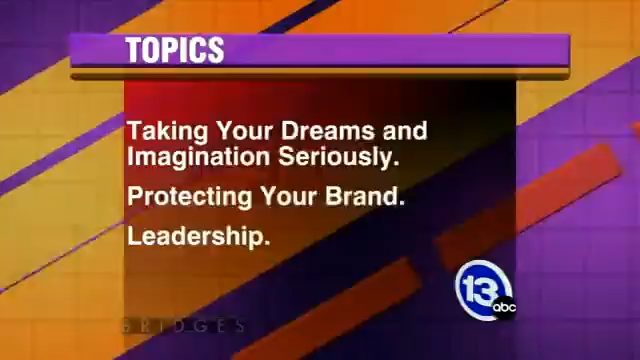 TOPICS
Taking Your Dreams and
Imagination Seriously.
Protecting Your Brand.
Leadership.
13
abc
BRIDGES